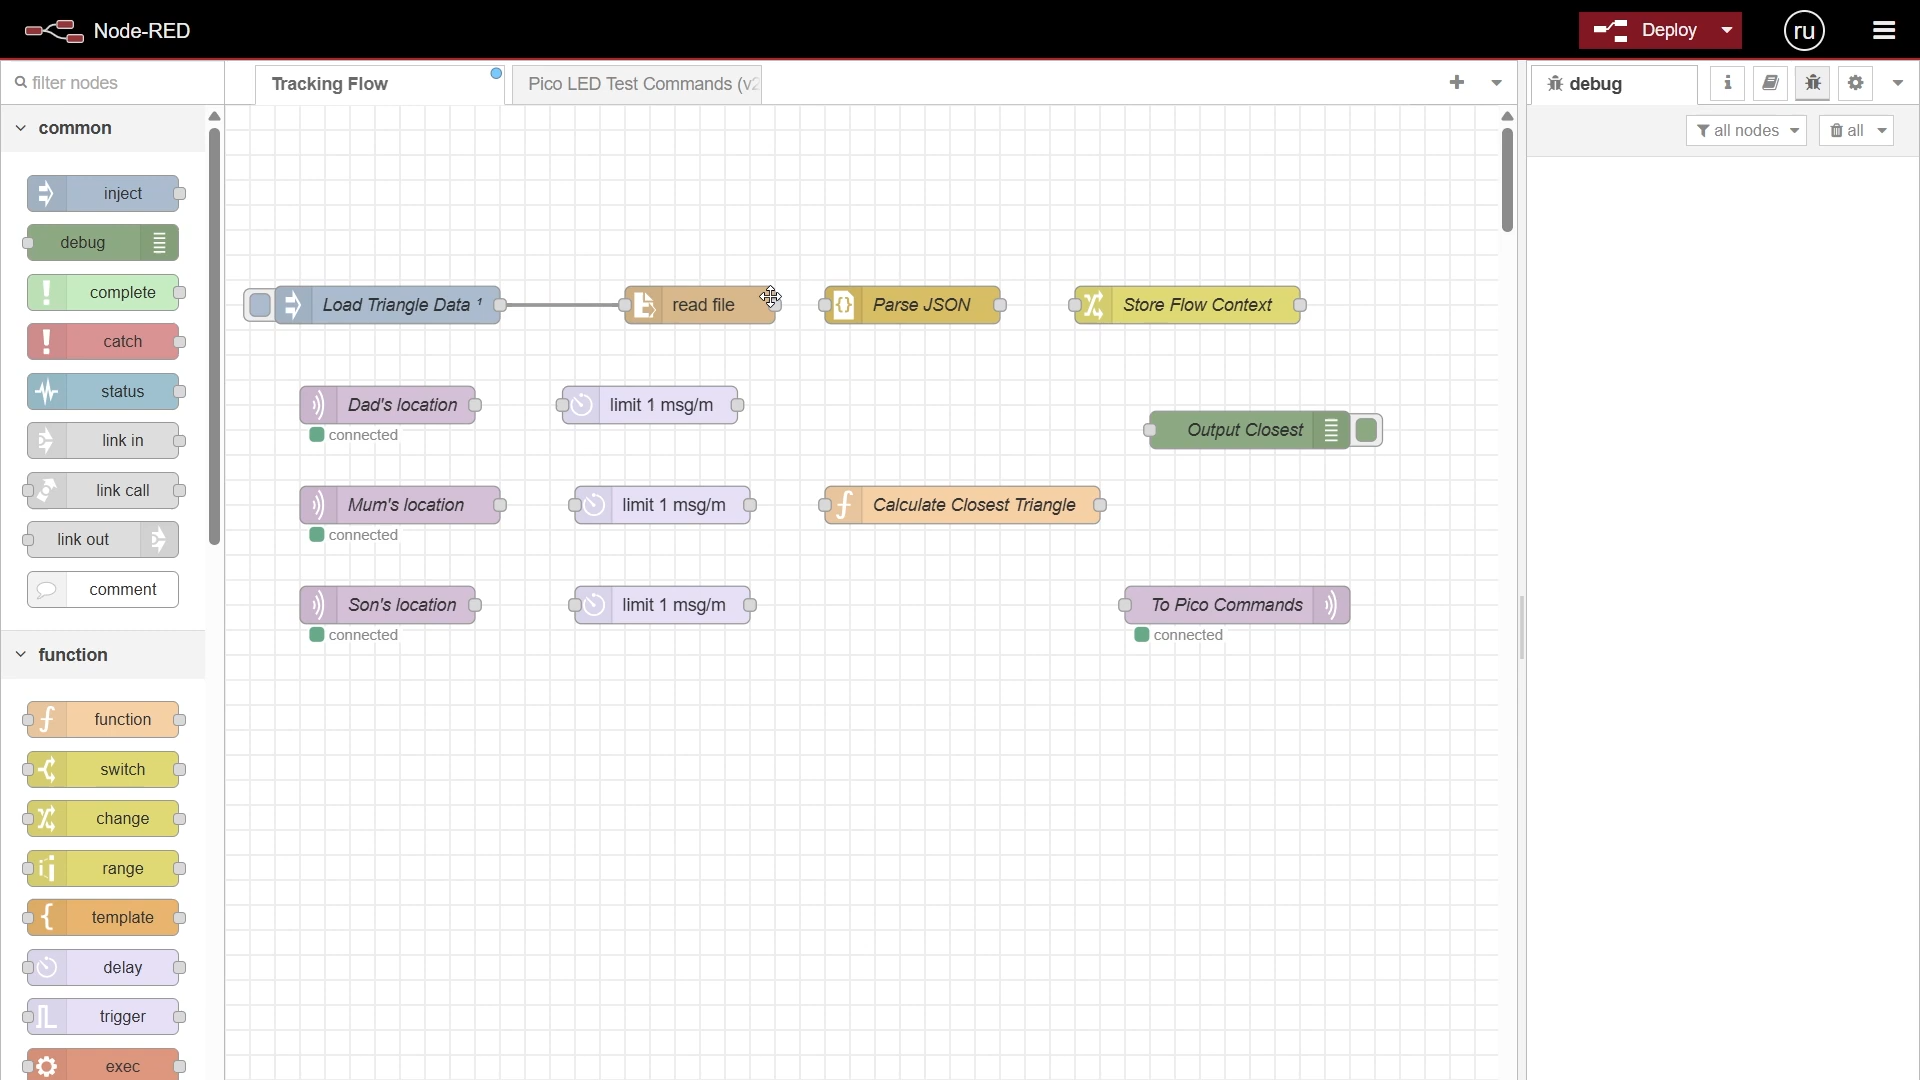 Node-RED
Deploy
ru
filter nodes
Tracking Flow
Pico LED Test Commands (v2
debug
all nodes
all
common
inject
debug
complete
catch
status
link in
link call
link out
comment
function
function
switch
change
range
template
delay
trigger
exec
Load Triangle Data ¹
read file
Parse JSON
Store Flow Context
Dad's location
connected
limit 1 msg/m
Output Closest
Mum's location
connected
limit 1 msg/m
Calculate Closest Triangle
Son's location
connected
limit 1 msg/m
To Pico Commands
connected